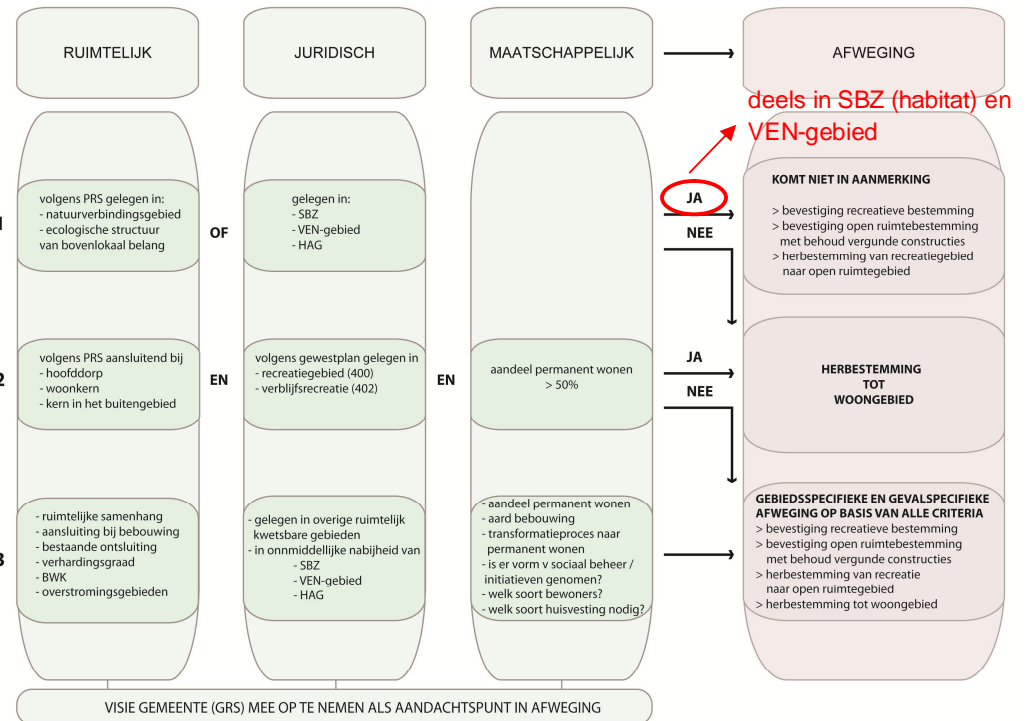 RUIMTELIJK
JURIDISCH
MAATSCHAPPELIJK
AFWEGING
deels in SBZ (habitat) en
VEN-gebied
volgens PRS gelegen in:
- natuurverbindingsgebied
- ecologische structuur
van bovenlokaal belang
OF
gelegen in:
- SBZ
- VEN-gebied
- HAG
JA
NEE
KOMT NIET IN AANMERKING
> bevestiging recreatieve bestemming
> bevestiging open ruimtebestemming
met behoud vergunde constructies
> herbestemming van recreatiegebied
naar open ruimtegebied
2
volgens PRS aansluitend bij
- hoofddorp
- woonkern
- kern in het buitengebied
EN
volgens gewestplan gelegen in
- recreatiegebied (400)
- verblijfsrecreatie (402)
EN
aandeel permanent wonen
> 50%
JA
NEE
HERBESTEMMING
TOT
WOONGEBIED
3
- ruimtelijke samenhang
- aansluiting bij bebouwing
- bestaande ontsluiting
- verhardingsgraad
- BWK
- overstromingsgebieden
- gelegen in overige ruimtelijk
kwetsbare gebieden
- in onnmiddellijke nabijheid van
- SBZ
- VEN-gebied
- HAG
- aandeel permanent wonen
- aard bebouwing
- transformatieproces naar
permanent wonen
- is er vorm v sociaal beheer /
initiatieven genomen?
- welk soort bewoners?
- welk soort huisvesting nodig?
GEBIEDSSPECIFIEKE EN GEVALSPECIFIEKE
AFWEGING OP BASIS VAN ALLE CRITERIA
> bevestiging recreatieve bestemming
> bevestiging open ruimtebestemming
met behoud vergunde constructies
> herbestemming van recreatie
naar open ruimtegebied
> herbestemming tot woongebied
VISIE GEMEENTE (GRS) MEE OP TE NEMEN ALS AANDACHTSPUNT IN AFWEGING